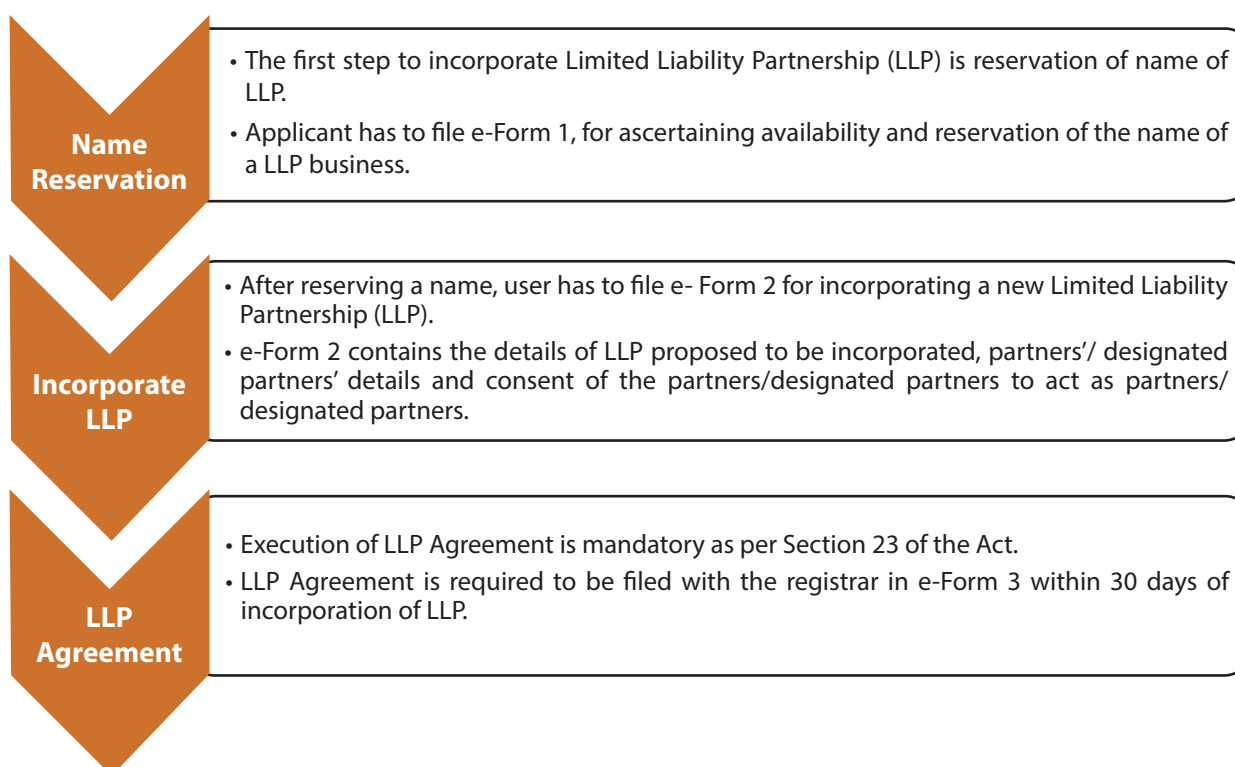 Name
Reservation
• The first step to incorporate Limited Liability Partnership (LLP) is reservation of name of
LLP.
• Applicant has to file e-Form 1, for ascertaining availability and reservation of the name of
a LLP business.
Incorporate
LLP
• After reserving a name, user has to file e- Form 2 for incorporating a new Limited Liability
Partnership (LLP).
• e-Form 2 contains the details of LLP proposed to be incorporated, partners’/ designated
partners’ details and consent of the partners/designated partners to act as partners/
designated partners.
LLP
Agreement
• Execution of LLP Agreement is mandatory as per Section 23 of the Act.
• LLP Agreement is required to be filed with the registrar in e-Form 3 within 30 days of
incorporation of LLP.